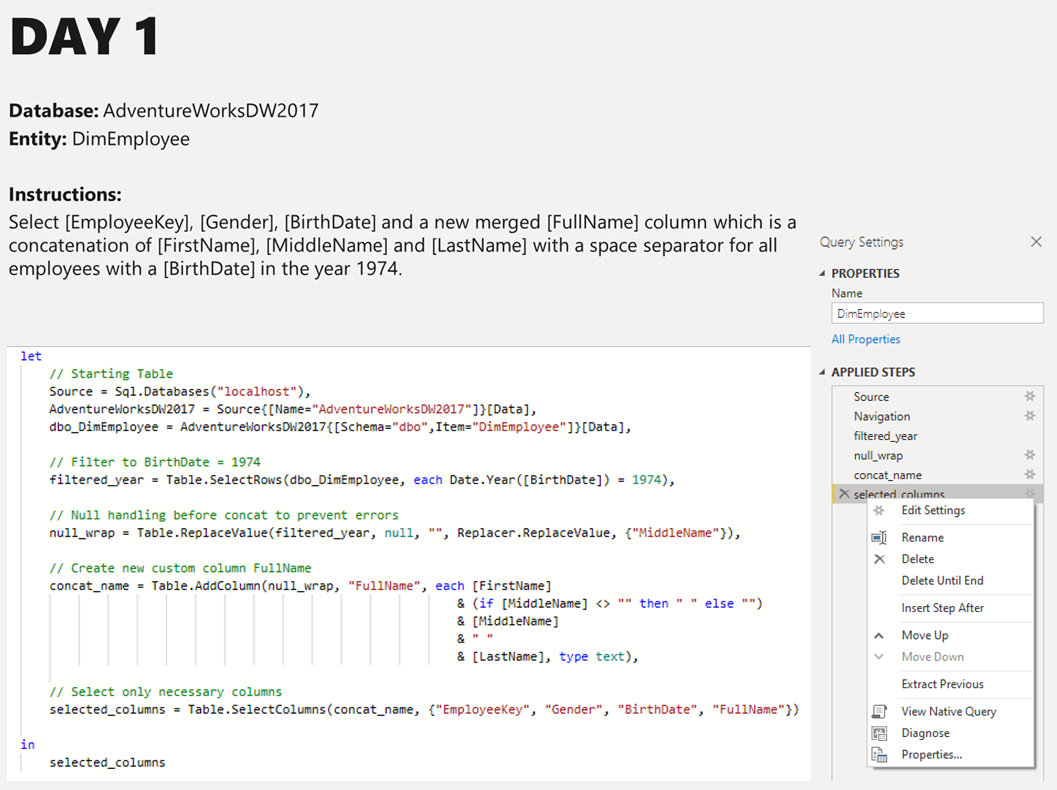 DAY 1
Database: AdventureWorksDW2017
Entity: DimEmployee
Instructions:
Select [EmployeeKey], [Gender], [BirthDate] and a new merged [FullName] column which is a
concatenation of [FirstName], [MiddleName] and [LastName] with a space separator for all
employees with a [BirthDate] in the year 1974.
let
// Starting Table
Source = Sql.Databases("localhost"),
AdventureWorksDW2017 = Source{[Name="AdventureWorksDW2017"]}[Data],
dbo_DimEmployee = AdventureWorksDW2017{[Schema="dbo",Item="DimEmployee"]}[Data],
// Filter to BirthDate = 1974
filtered_year = Table.SelectRows(dbo_DimEmployee, each Date.Year([BirthDate]) = 1974),
// Null handling before concat to prevent errors
null_wrap = Table.ReplaceValue(filtered_year, null, "", Replacer.ReplaceValue, {"MiddleName"}),
// Create new custom column FullName
concat_name = Table.AddColumn(null_wrap, "FullName", each [FirstName]
& (if [MiddleName] <> "" then " " else "")
& [MiddleName]
& " "
& [LastName], type text),
// Select only necessary columns
selected_columns = Table.SelectColumns(concat_name, {"EmployeeKey", "Gender", "BirthDate", "FullName"})
in
selected_columns
Query Settings
PROPERTIES
Name
DimEmployee
All Properties
APPLIED STEPS
Source
Navigation
filtered_year
null_wrap
concat_name
selected_columns
Edit Settings
Rename
Delete
Delete Until End
Insert Step After
Move Up
Move Down
Extract Previous
View Native Query
Diagnose
Properties...